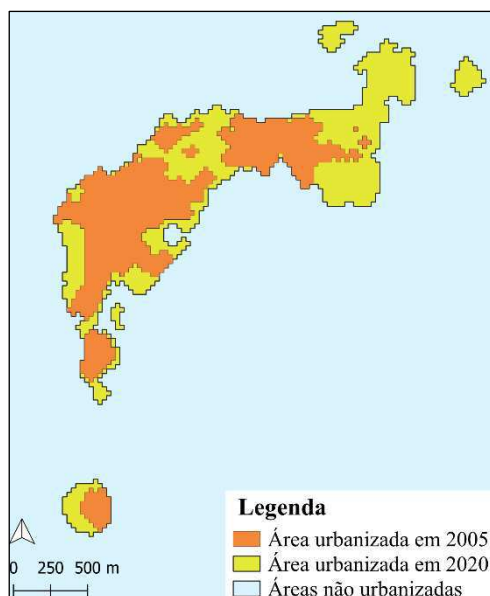 Legenda
Área urbanizada em 2005
Área urbanizada em 2020
Áreas não urbanizadas
0 250 500 m